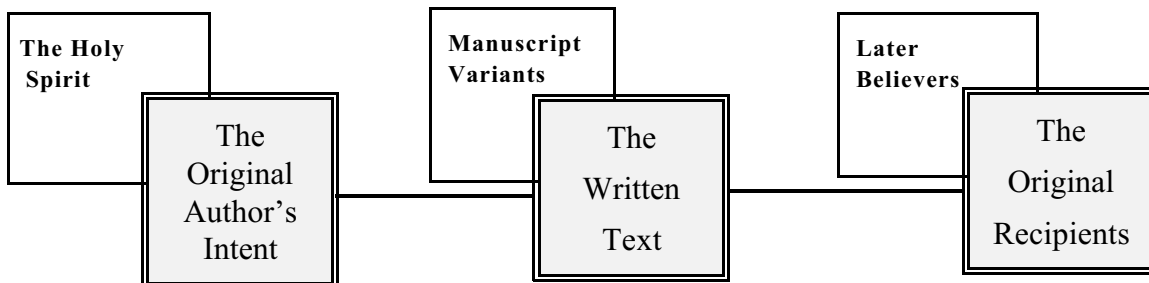 The Holy
Spirit
The
Original
Author’s
Intent
Manuscript
Variants
The
Written
Text
Later
Believers
The
Original
Recipients